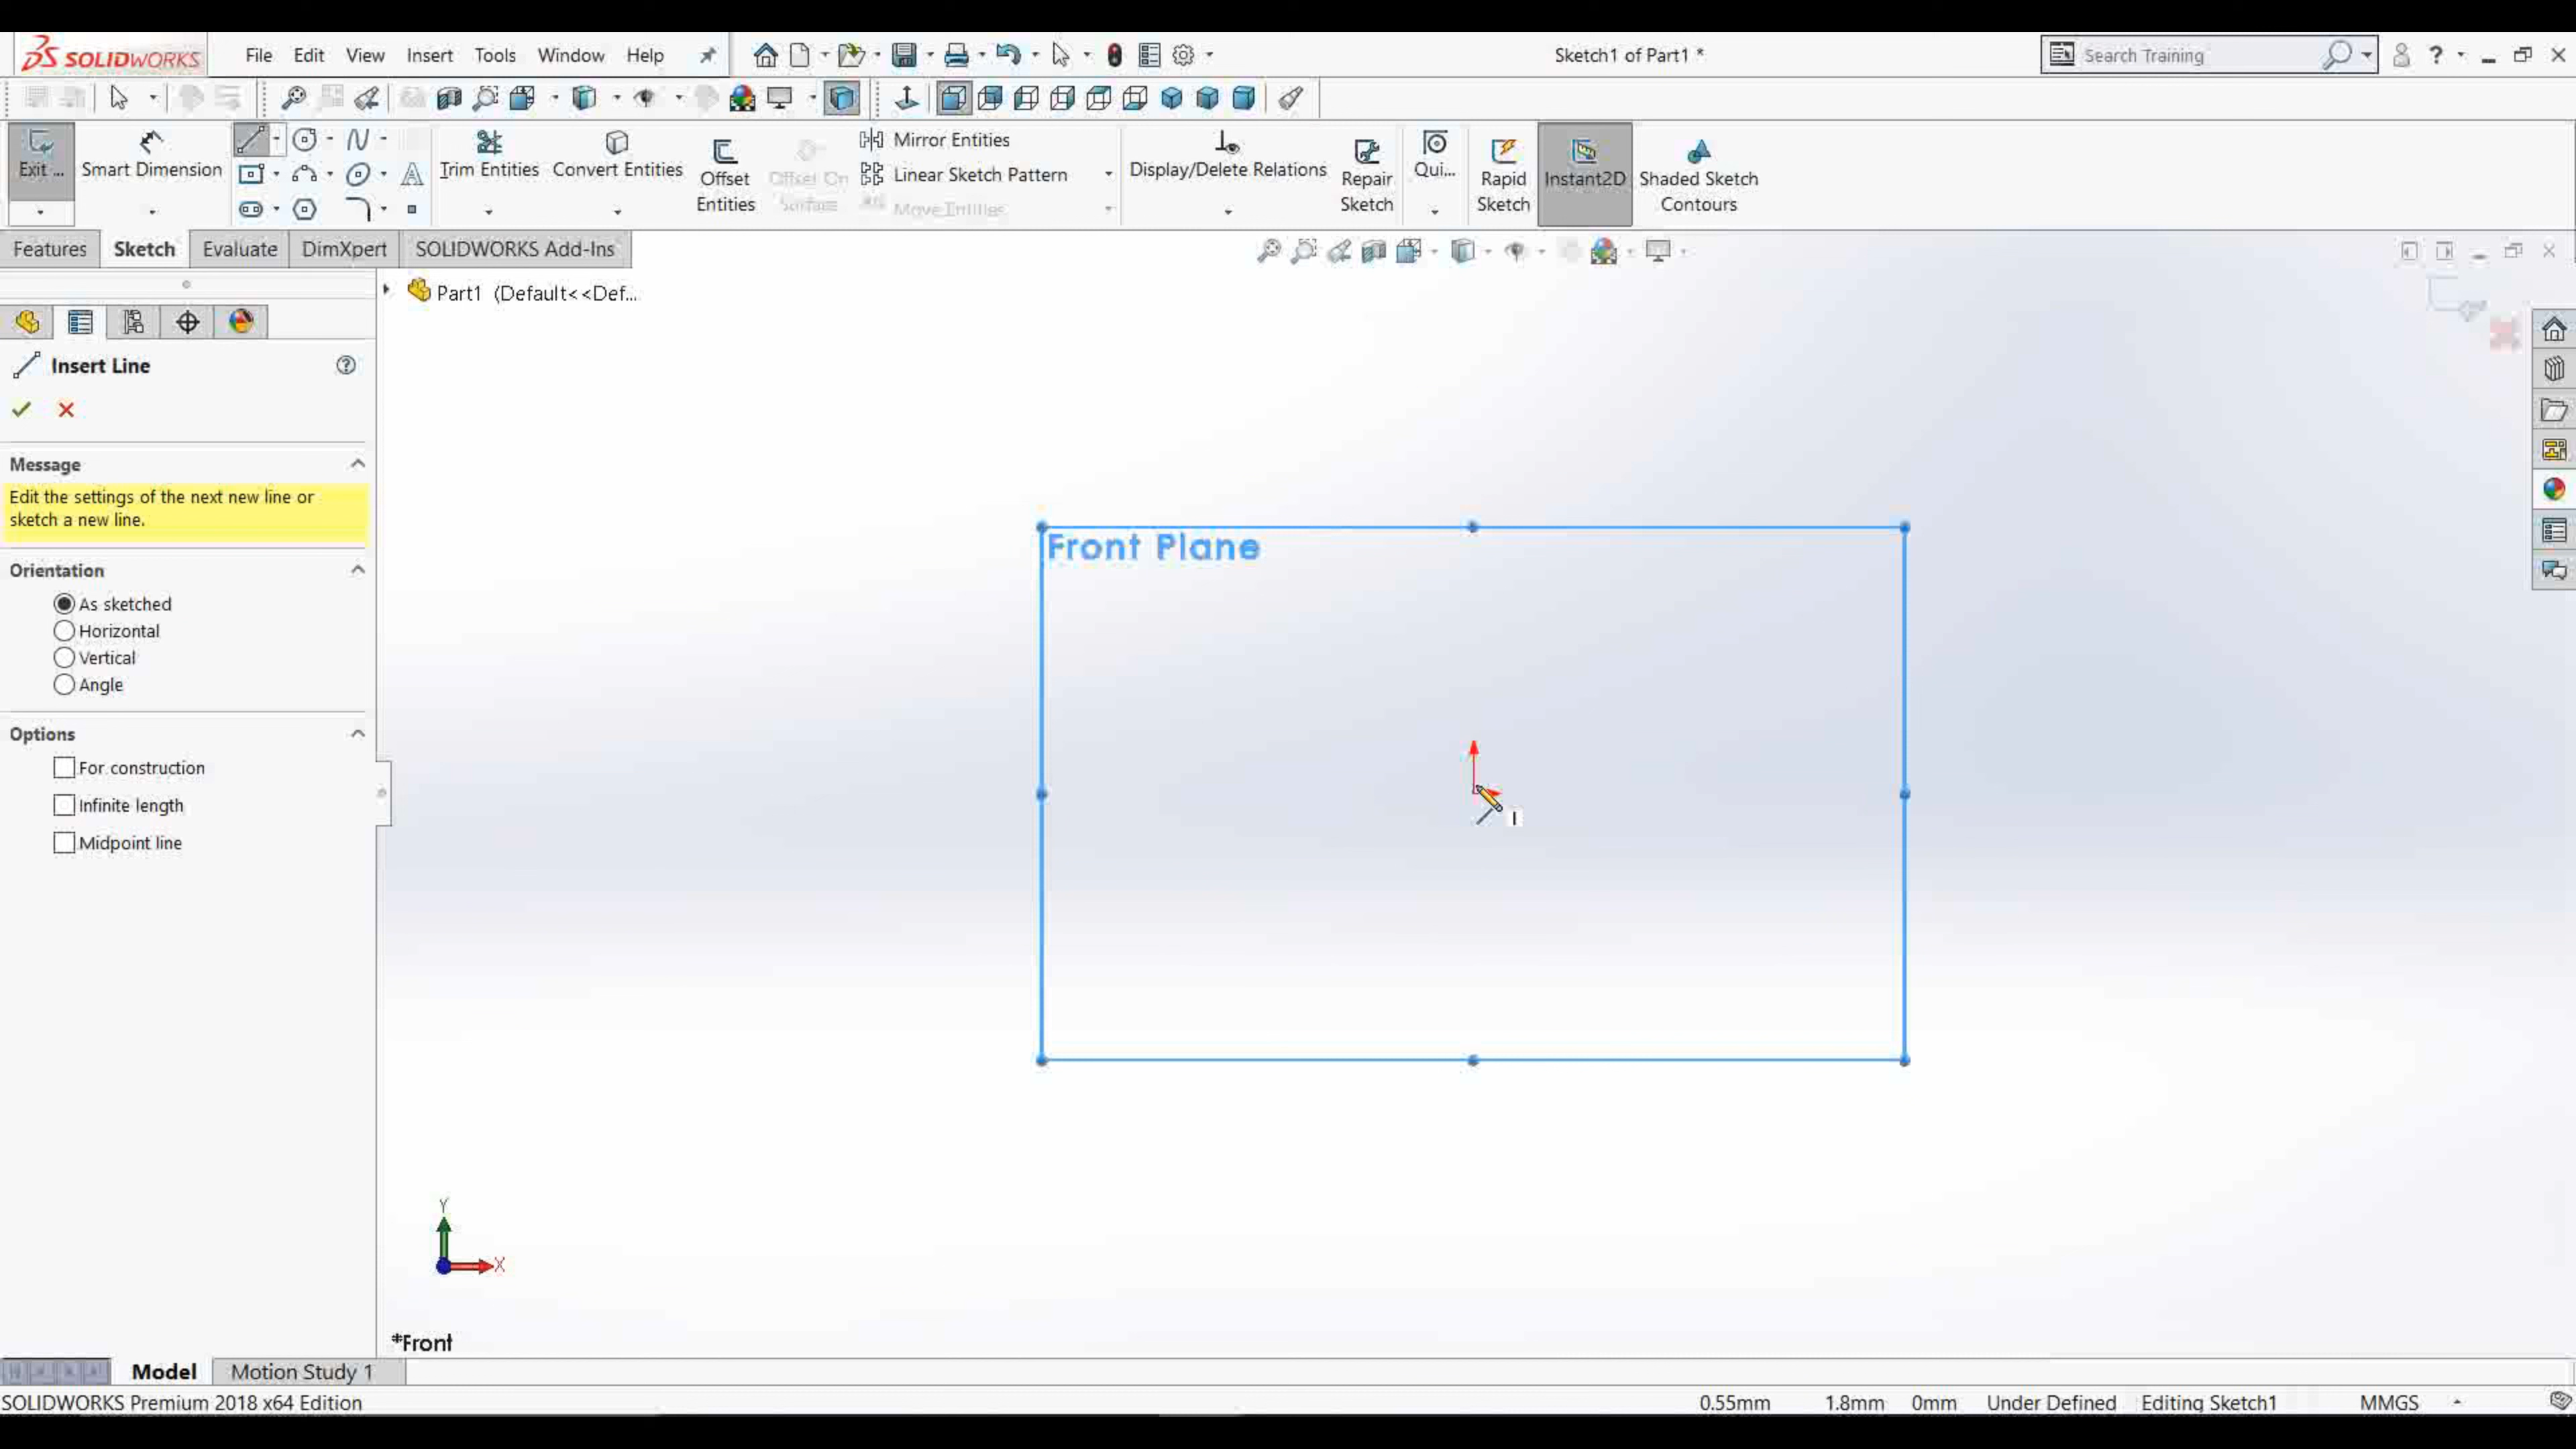 SOLIDWORKS File Edit View Insert Tools Window Help
Sketch1 of Part1 *
Search Training
Exit ...
Smart Dimension
Trim Entities
Convert Entities
Offset
Entities
Offset On
Surface
Mirror Entities
Linear Sketch Pattern
Move Entities
Display/Delete Relations
Repair
Sketch
Qui...
Rapid
Sketch
Instant2D
Shaded Sketch
Contours
Features Sketch Evaluate DimXpert SOLIDWORKS Add-Ins
Part1 (Default<<Def...
Insert Line
Message
Edit the settings of the next new line or
sketch a new line.
Orientation
As sketched
Horizontal
Vertical
Angle
Options
For construction
Infinite length
Midpoint line
Front Plane
Y
X
*Front
Model Motion Study 1
SOLIDWORKS Premium 2018 x64 Edition
0.55mm 1.8mm 0mm Under Defined Editing Sketch1 MMGS